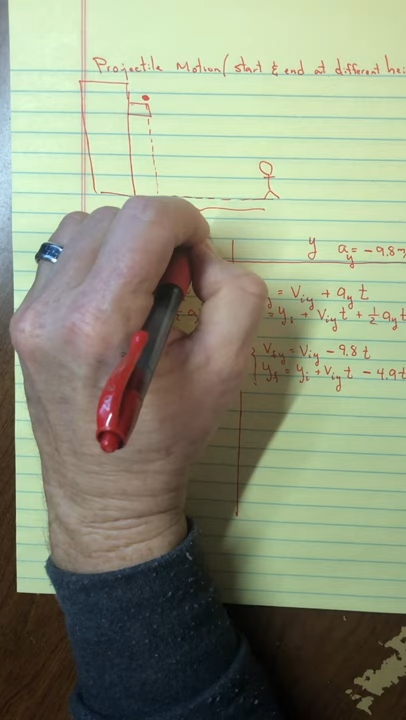 Projectile Motion (start & end at different hei
y a_y = -9.8
= V_iy + a_y t
= y_i + V_iy t + ½ a_y t
V_iy = V_iy - 9.8 t
y_f = y_i + V_iy t - 4.9 t